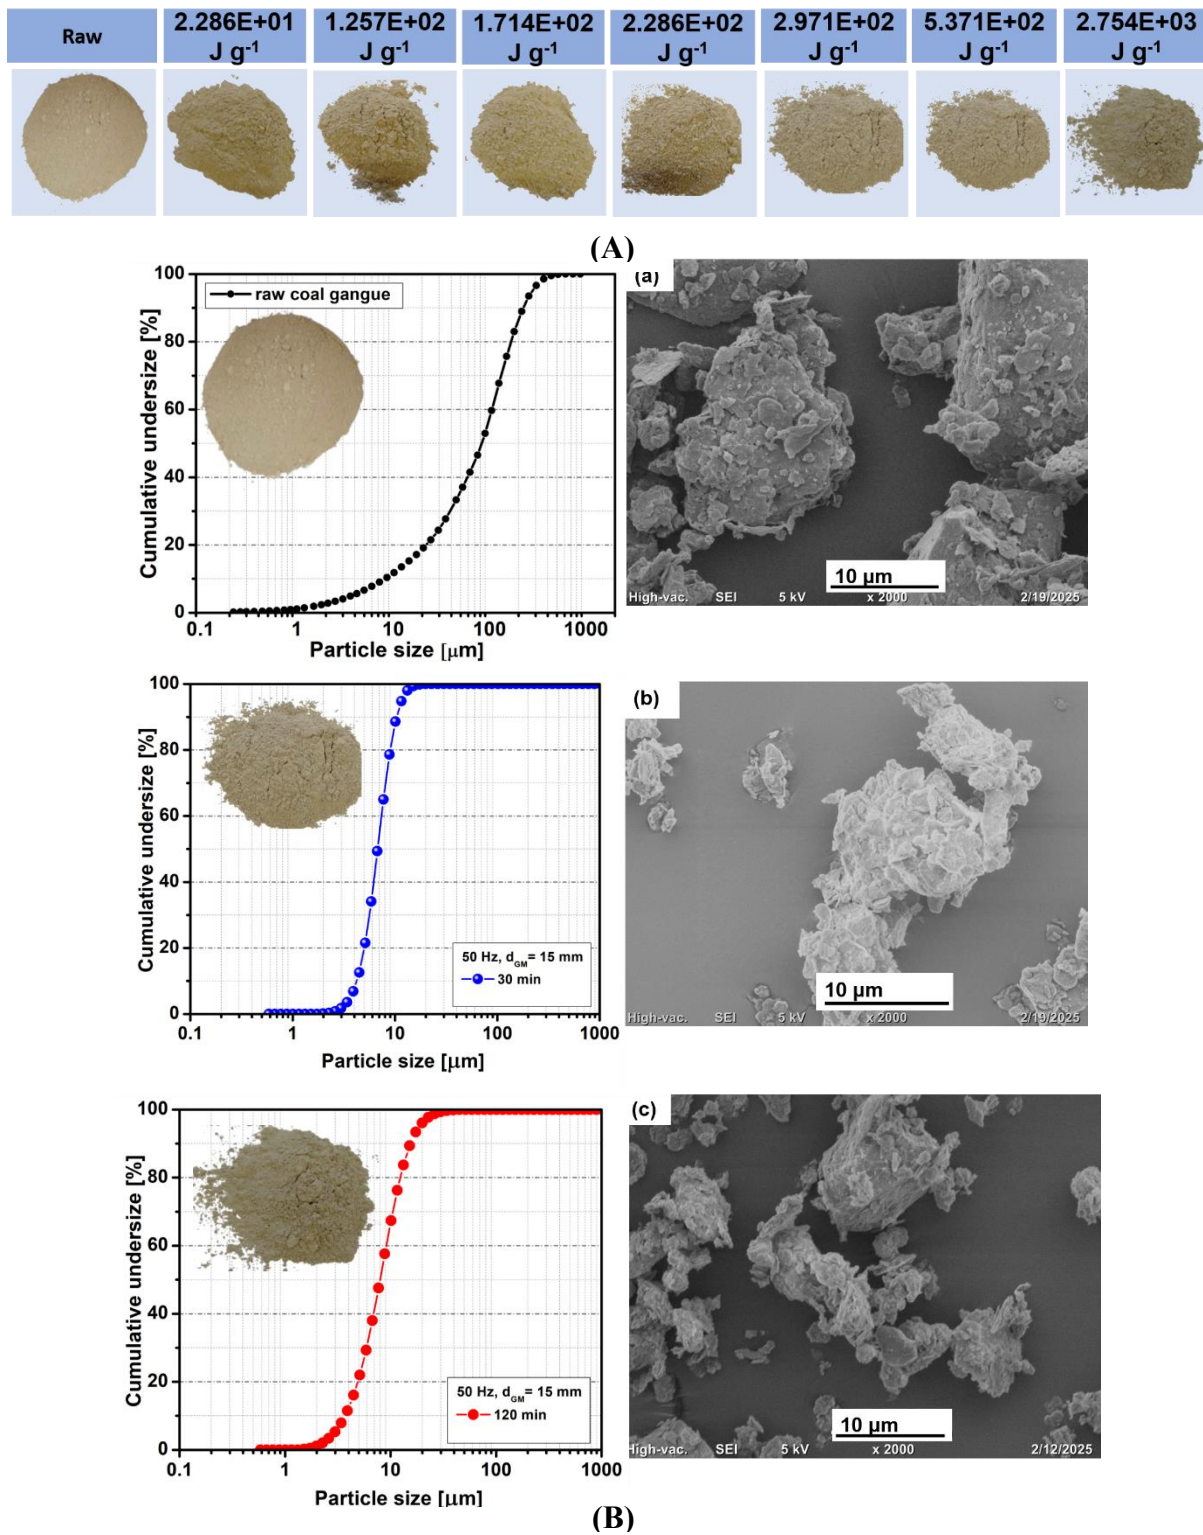 Raw
2.286E+01
J g⁻¹
1.257E+02
J g⁻¹
1.714E+02
J g⁻¹
2.286E+02
J g⁻¹
2.971E+02
J g⁻¹
5.371E+02
J g⁻¹
2.754E+03
J g⁻¹
(A)
100
80
60
40
20
0
Cumulative undersize [%]
raw coal gangue
0.1
1
10
100
1000
Particle size [μm]
(a)
10 μm
High-vac. SEI 5 kV x 2000 2/19/2025
100
80
60
40
20
0
Cumulative undersize [%]
50 Hz, dGM= 15 mm
30 min
0.1
1
10
100
1000
Particle size [μm]
(b)
10 μm
High-vac. SEI 5 kV x 2000 2/19/2025
100
80
60
40
20
0
Cumulative undersize [%]
50 Hz, dGM= 15 mm
120 min
0.1
1
10
100
1000
Particle size [μm]
(c)
10 μm
High-vac. SEI 5 kV x 2000 2/12/2025
(B)